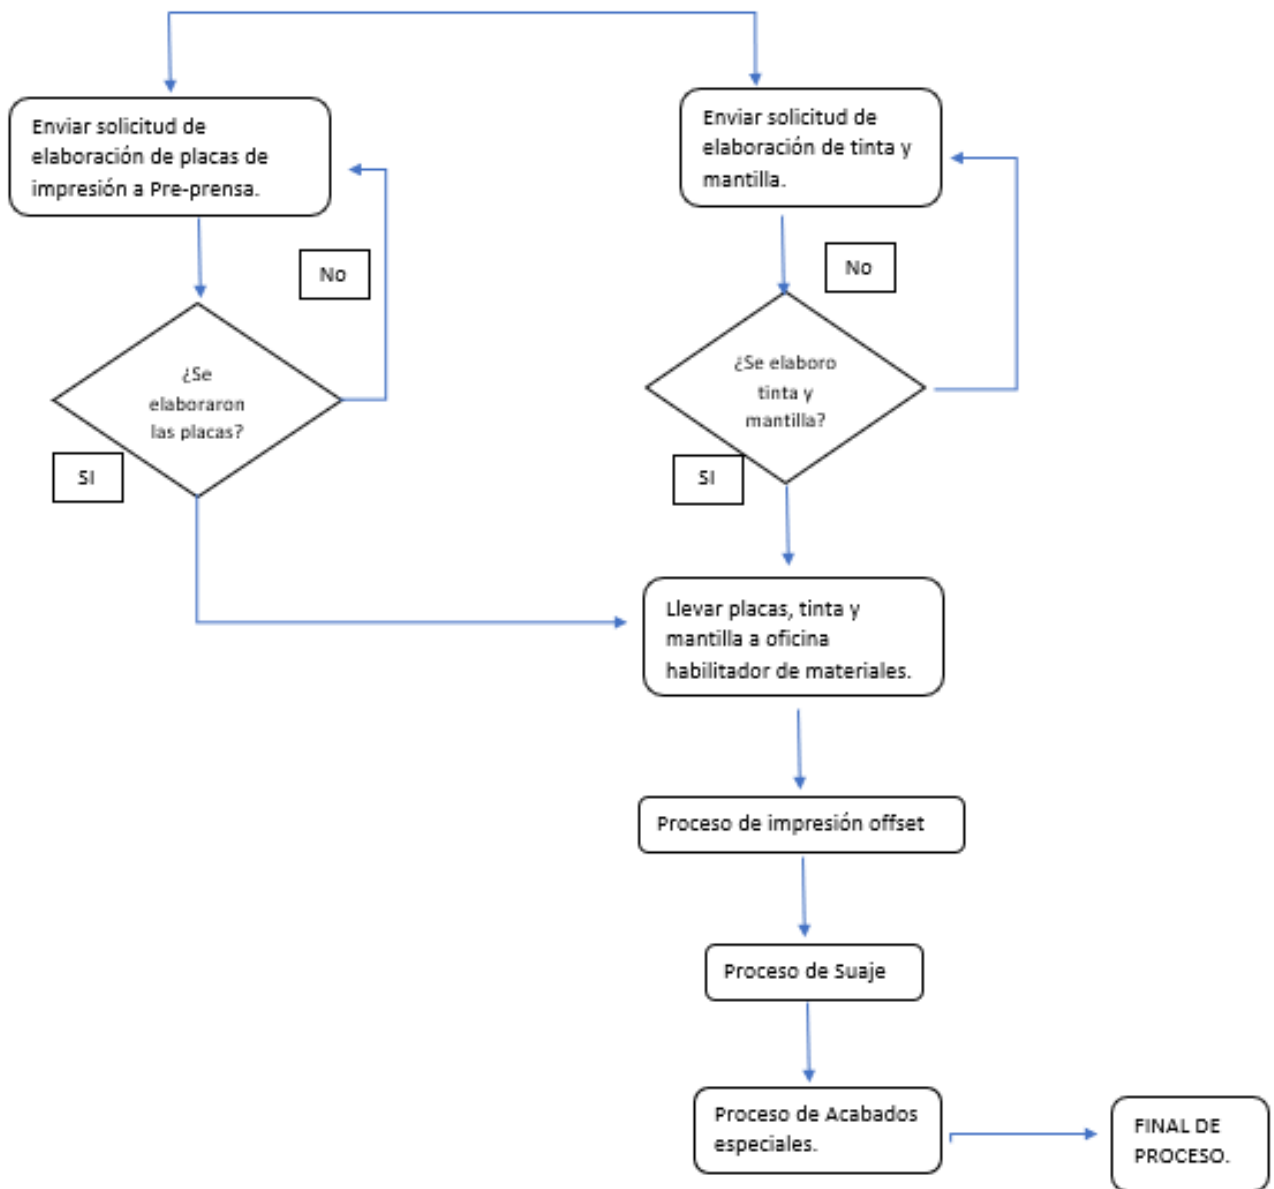 Enviar solicitud de
elaboración de placas de
impresión a Pre-prensa.
Enviar solicitud de
elaboración de tinta y
mantilla.
No
No
¿Se
elaboraron
las placas?
¿Se elaboro
tinta y
mantilla?
SI
SI
Llevar placas, tinta y
mantilla a oficina
habilitador de materiales.
Proceso de impresión offset
Proceso de Suaje
Proceso de Acabados
especiales.
FINAL DE
PROCESO.